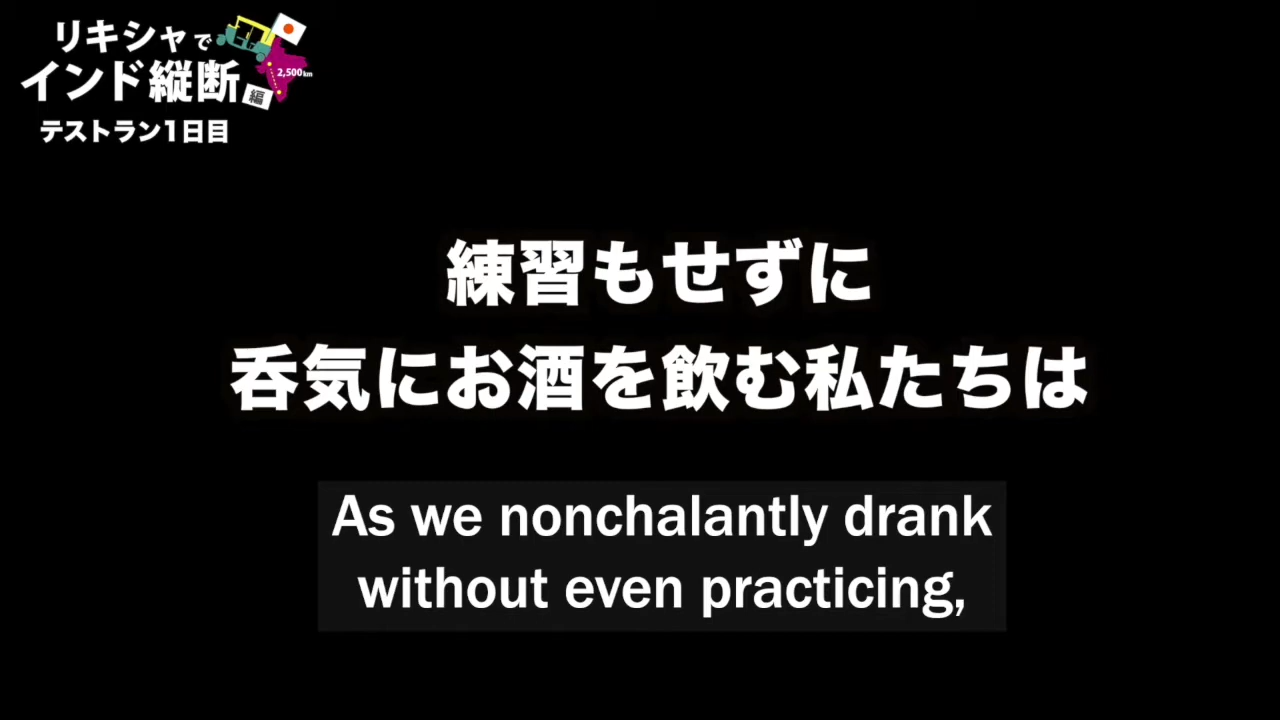 リキシャで
インド縦断編
2,500km
テストラン1日目
練習もせずに
呑気にお酒を飲む私たちは
As we nonchalantly drank
without even practicing,